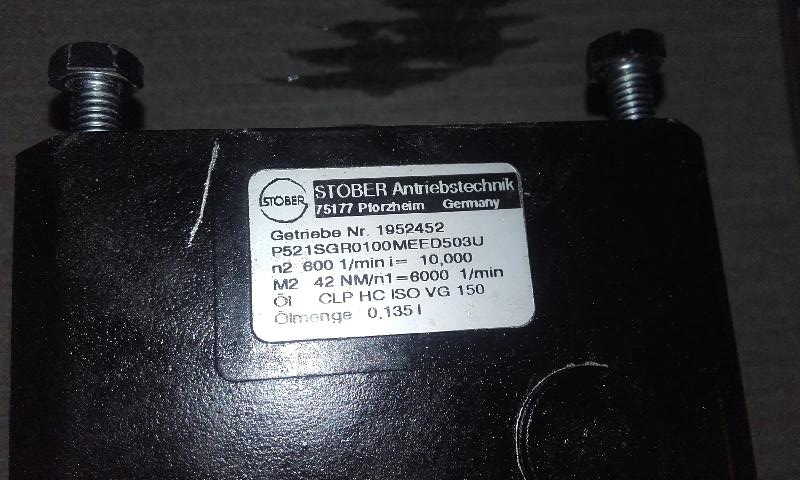 STÖBER
STÖBER Antriebstechnik
75177 Pforzheim Germany
Getriebe Nr. 1952452
P521SGR0100MEED503U
n2 600 1/min i= 10,000
M2 42 NM/n1=6000 1/min
Öl CLP HC ISO VG 150
Ölmenge 0,135 l